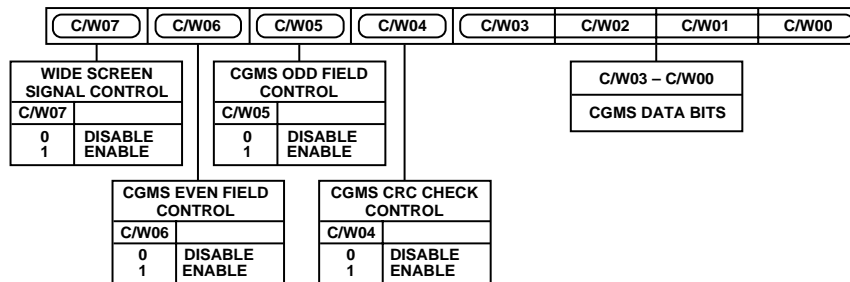 C/W07 C/W06 C/W05 C/W04 C/W03 C/W02 C/W01 C/W00
WIDE SCREEN
SIGNAL CONTROL
C/W07
0 DISABLE
1 ENABLE
CGMS ODD FIELD
CONTROL
C/W05
0 DISABLE
1 ENABLE
C/W03 – C/W00
CGMS DATA BITS
CGMS EVEN FIELD
CONTROL
C/W06
0 DISABLE
1 ENABLE
CGMS CRC CHECK
CONTROL
C/W04
0 DISABLE
1 ENABLE